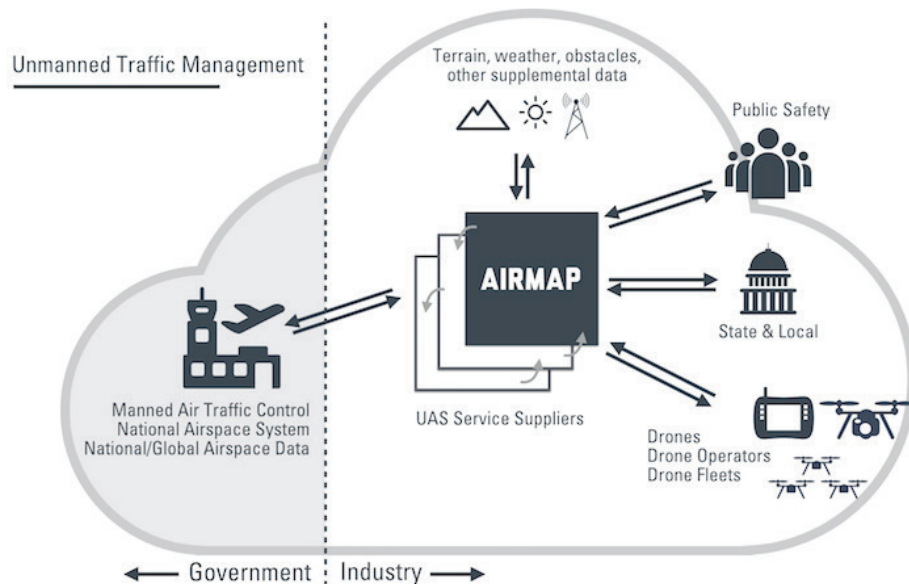 Unmanned Traffic Management
Terrain, weather, obstacles,
other supplemental data
Public Safety
AIRMAP
State & Local
UAS Service Suppliers
Manned Air Traffic Control
National Airspace System
National/Global Airspace Data
Drones
Drone Operators
Drone Fleets
Government
Industry